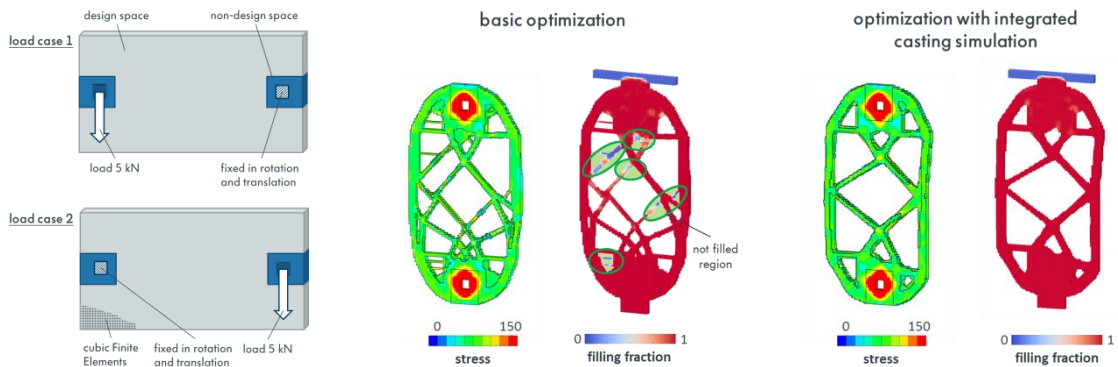 design space
non-design space
load case 1
load 5 kN
fixed in rotation
and translation
load case 2
cubic Finite
Elements
fixed in rotation
and translation
load 5 kN
basic optimization
not filled
region
0
150
stress
0
1
filling fraction
optimization with integrated
casting simulation
0
150
stress
0
1
filling fraction